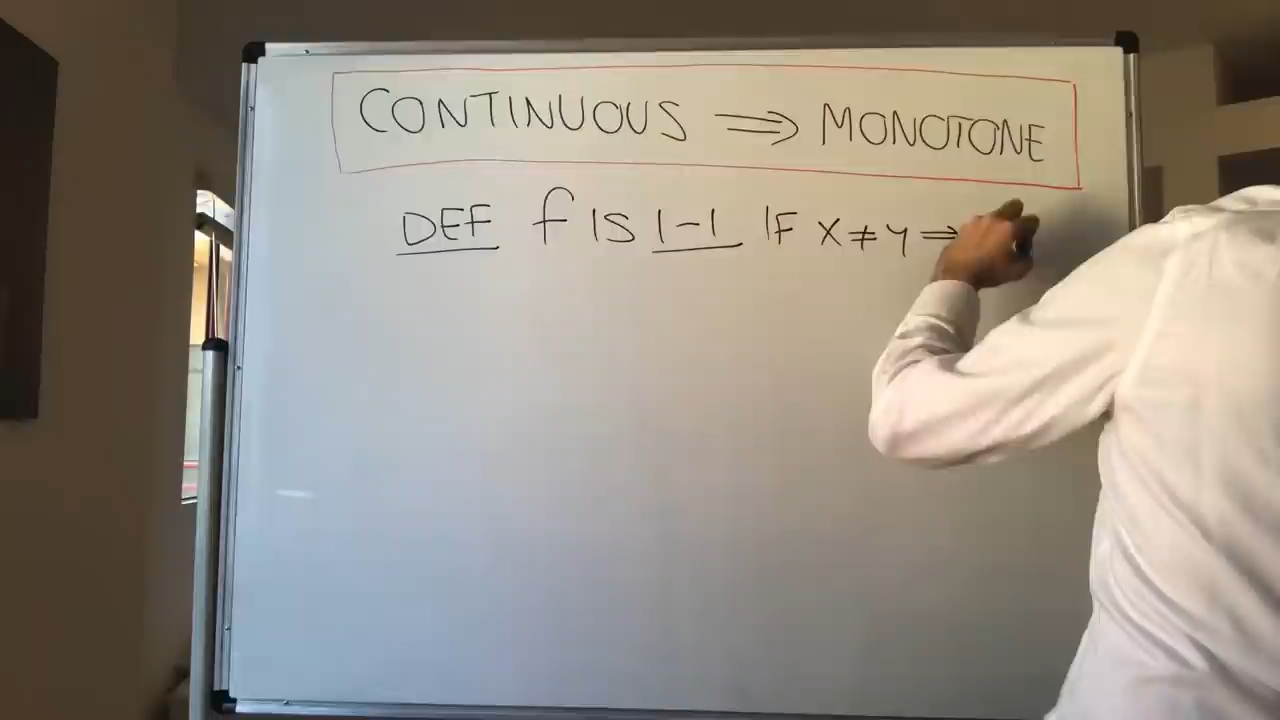 CONTINUOUS ⇒ MONOTONE
DEF f IS 1-1 IF x ≠ y ⇒